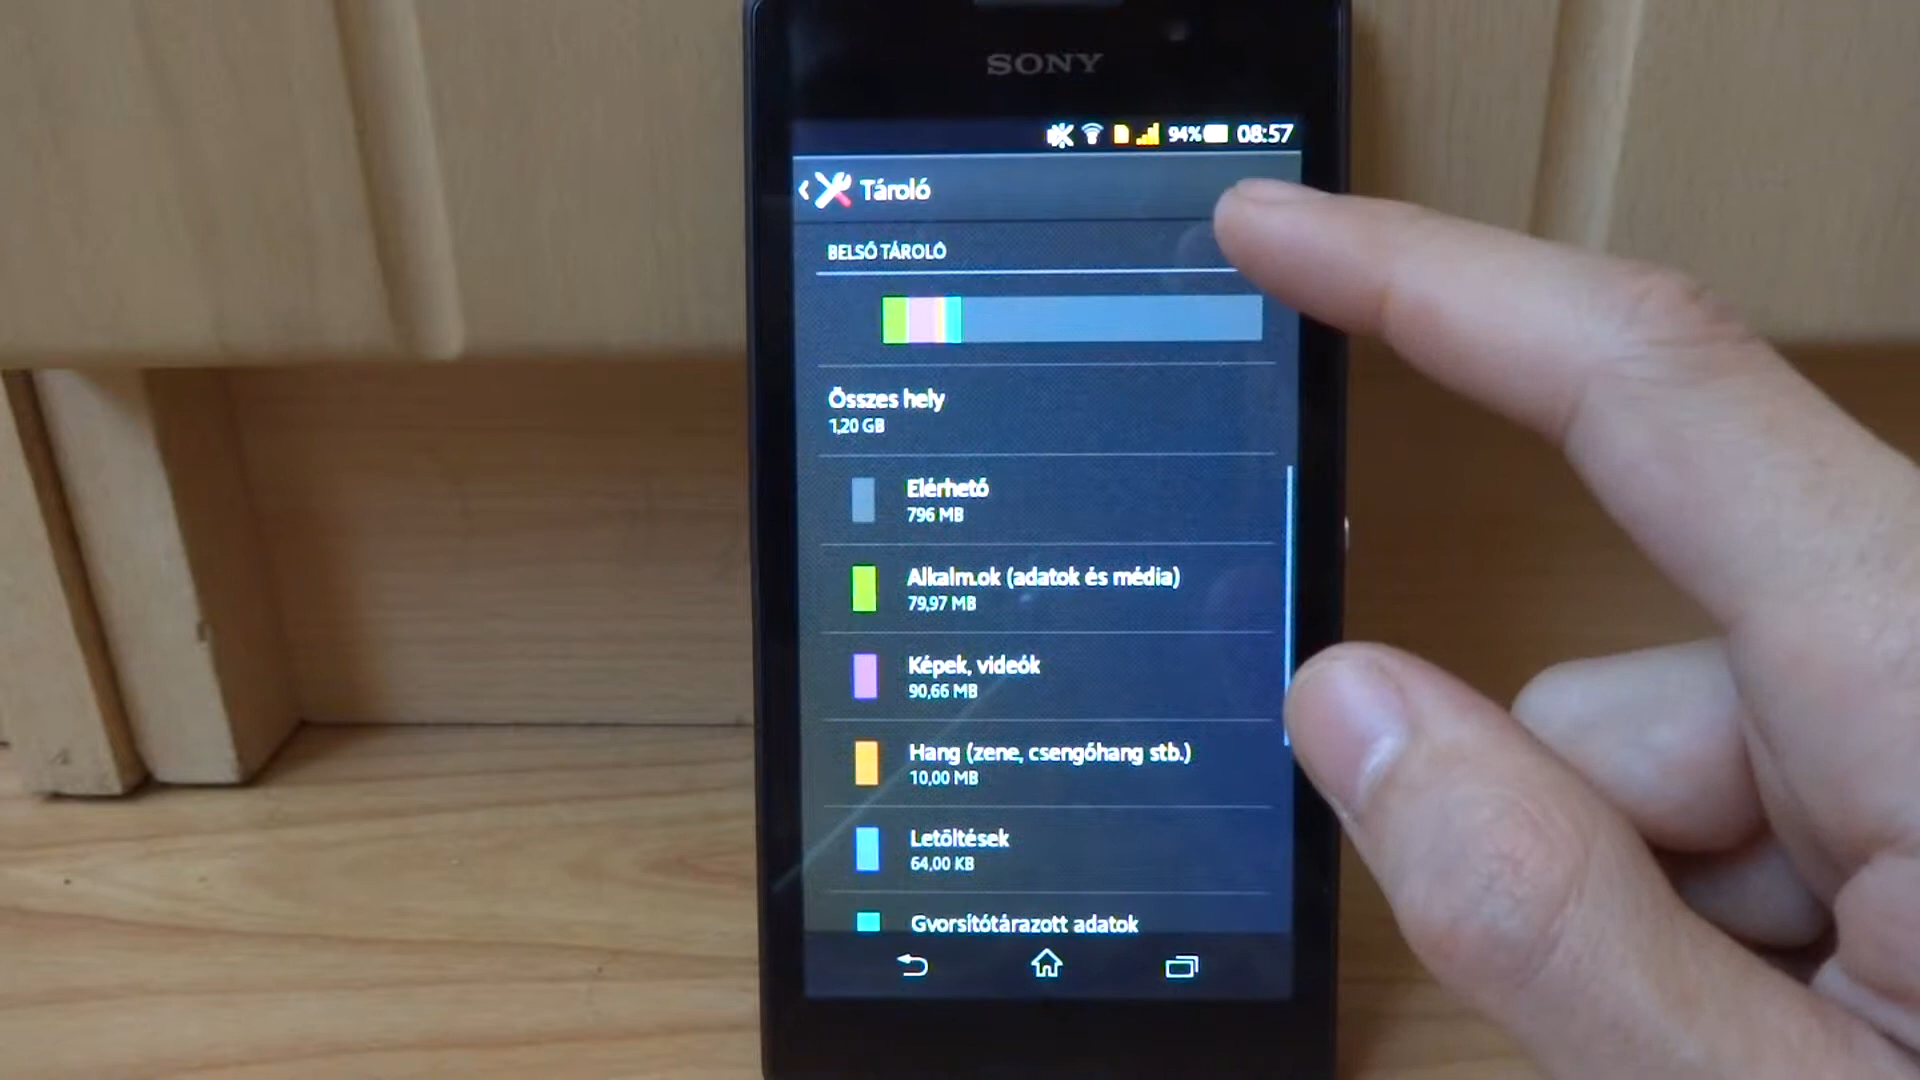 SONY
94% 08:57
Tároló
BELSŐ TÁROLÓ
Összes hely
1,20 GB
Elérhető
796 MB
Alkalm.ok (adatok és média)
79,97 MB
Képek, videók
90,66 MB
Hang (zene, csengőhang stb.)
10,00 MB
Letöltések
64,00 KB
Gyorsítótárazott adatok